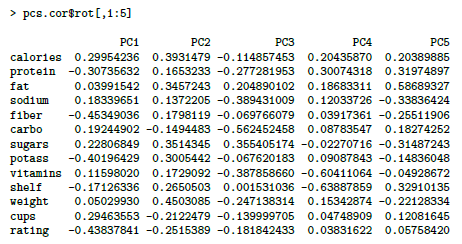 > pcs.cor$rot[,1:5]
PC1 PC2 PC3 PC4 PC5
calories 0.29954236 0.3931479 -0.114857453 0.20435870 0.20389885
protein -0.30735632 0.1653233 -0.277281953 0.30074318 0.31974897
fat 0.03991542 0.3457243 0.204890102 0.18683311 0.58689327
sodium 0.18339651 0.1372205 -0.389431009 0.12033726 -0.33836424
fiber -0.45349036 0.1798119 -0.069766079 0.03917361 -0.25511906
carbo 0.19244902 -0.1494483 -0.562452458 0.08783547 0.18274252
sugars 0.22806849 0.3514345 0.355405174 -0.02270716 -0.31487243
potass -0.40196429 0.3005442 -0.067620183 0.09087843 -0.14836048
vitamins 0.11598020 0.1729092 -0.387858660 -0.60411064 -0.04928672
shelf -0.17126336 0.2650503 0.001531036 -0.63887859 0.32910135
weight 0.05029930 0.4503085 -0.247138314 0.15342874 -0.22128334
cups 0.29463553 -0.2122479 -0.139999705 0.04748909 0.12081645
rating -0.43837841 -0.2515389 -0.181842433 0.03831622 0.05758420